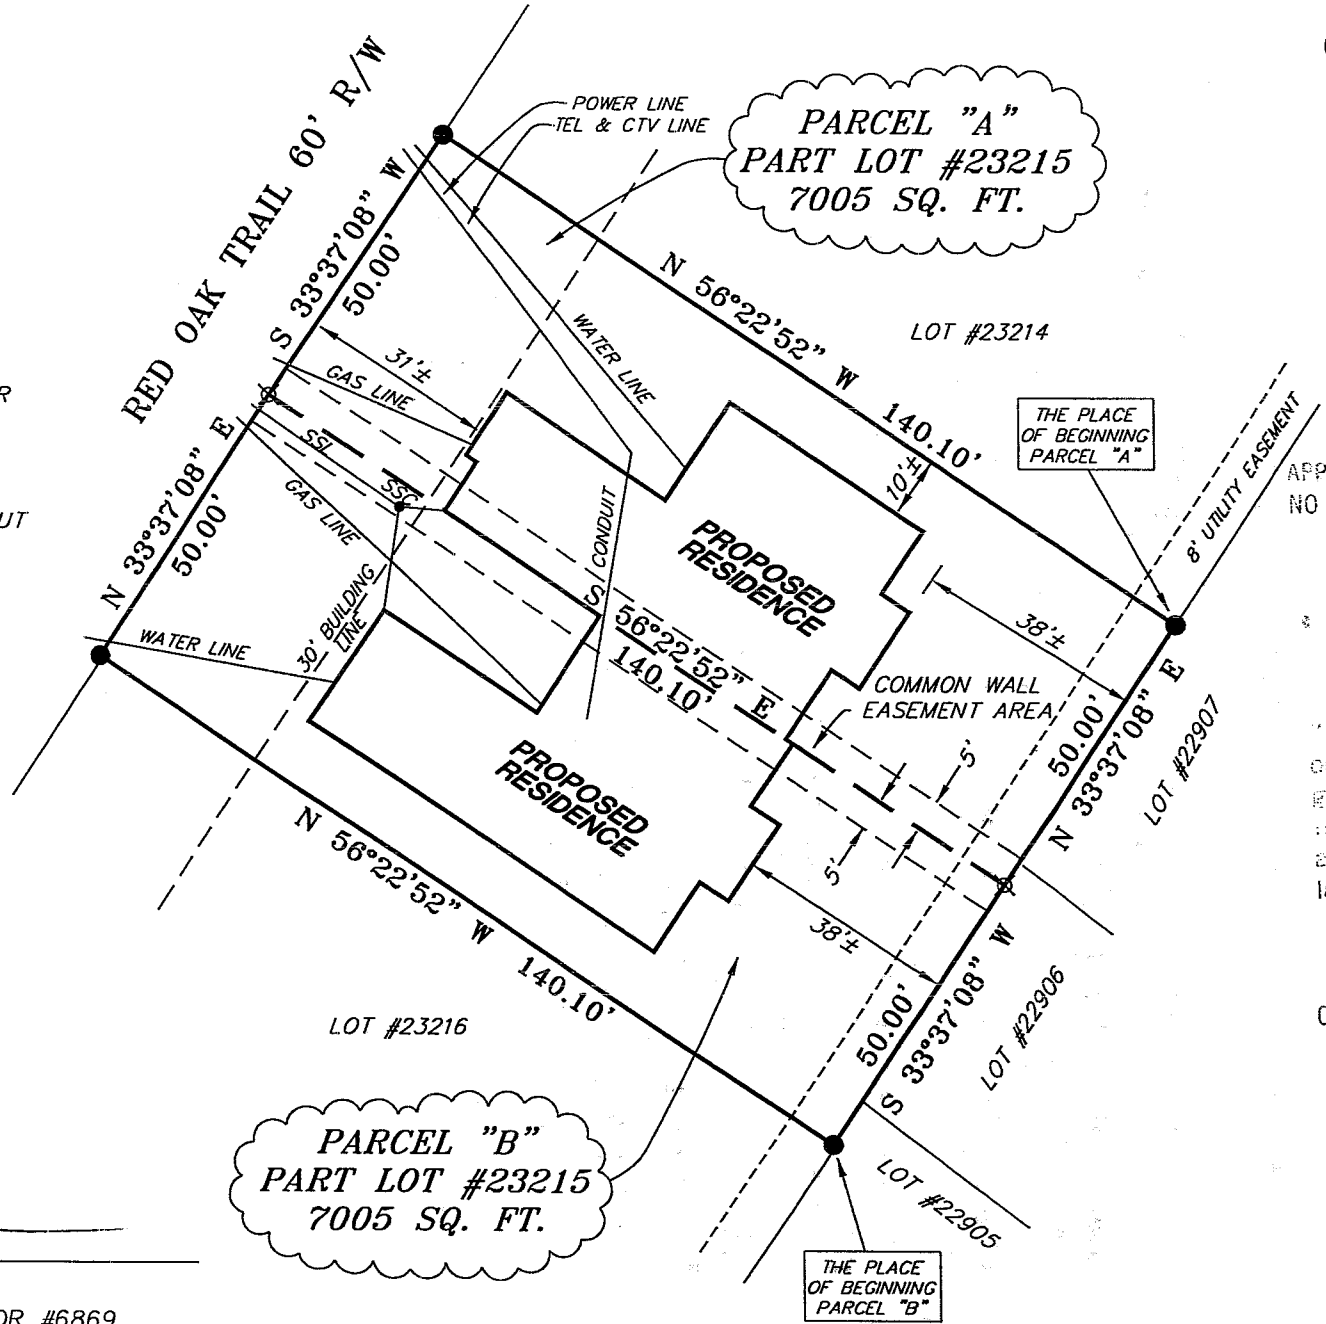 RED OAK TRAIL 60' R/W
POWER LINE
TEL & CTV LINE
PARCEL "A"
PART LOT #23215
7005 SQ. FT.
S 33°37'08" W
50.00'
N 56°22'52" W 140.10'
LOT #23214
WATER LINE
31'±
GAS LINE
THE PLACE
OF BEGINNING
PARCEL "A"
8' UTILITY EASEMENT
R
UT
NO
N 33°37'08" E
50.00'
SSL
SSC
GAS LINE
CONDUIT
10'±
PROPOSED
RESIDENCE
38'±
30' BUILDING
LINE
WATER LINE
S 56°22'52" E
140.10'
COMMON WALL
EASEMENT AREA
5'
5'
50.00'
N 33°37'08" E
LOT #22907
PROPOSED
RESIDENCE
38'±
N 56°22'52" W 140.10'
50.00'
S 33°37'08" W
LOT #22906
LOT #23216
PARCEL "B"
PART LOT #23215
7005 SQ. FT.
LOT #22905
THE PLACE
OF BEGINNING
PARCEL "B"
OR #6869